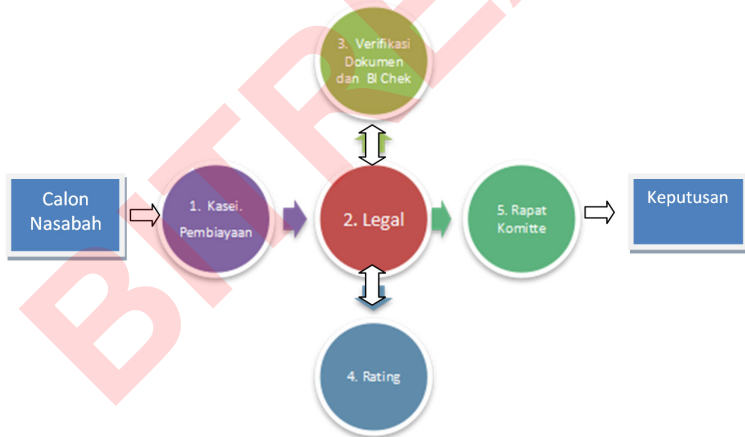 3. Verifikasi
Dokumen
dan BI Chek
Calon
Nasabah
1. Kasei.
Pembiayaan
2. Legal
5. Rapat
Komitte
Keputusan
4. Rating